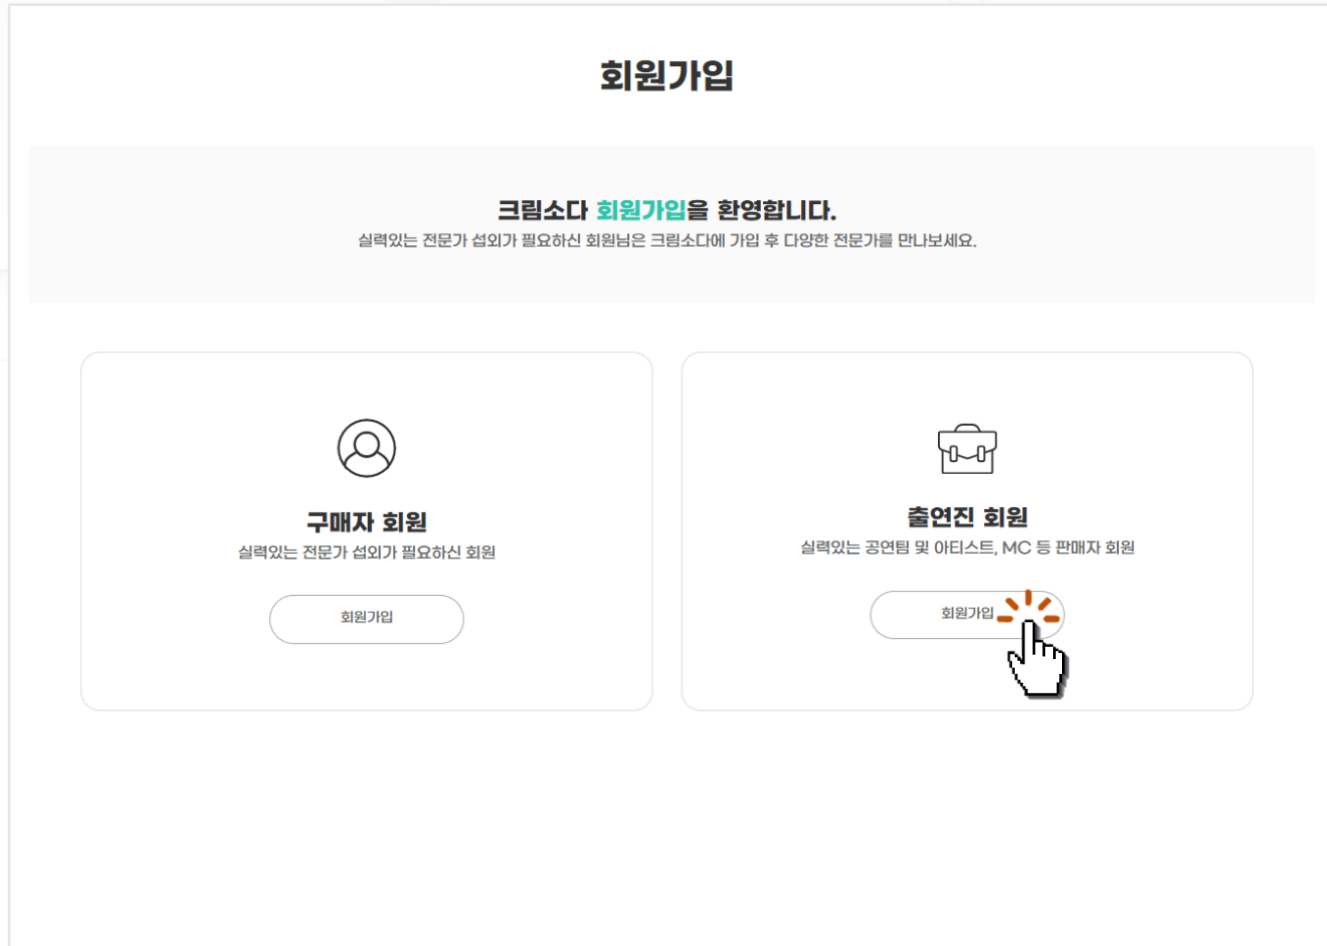 회원가입
크림소다 회원가입을 환영합니다.
실력있는 전문가 섭외가 필요하신 회원님은 크림소다에 가입 후 다양한 전문가를 만나보세요.
구매자 회원
실력있는 전문가 섭외가 필요하신 회원
회원가입
출연진 회원
실력있는 공연팀 및 아티스트, MC 등 판매자 회원
회원가입